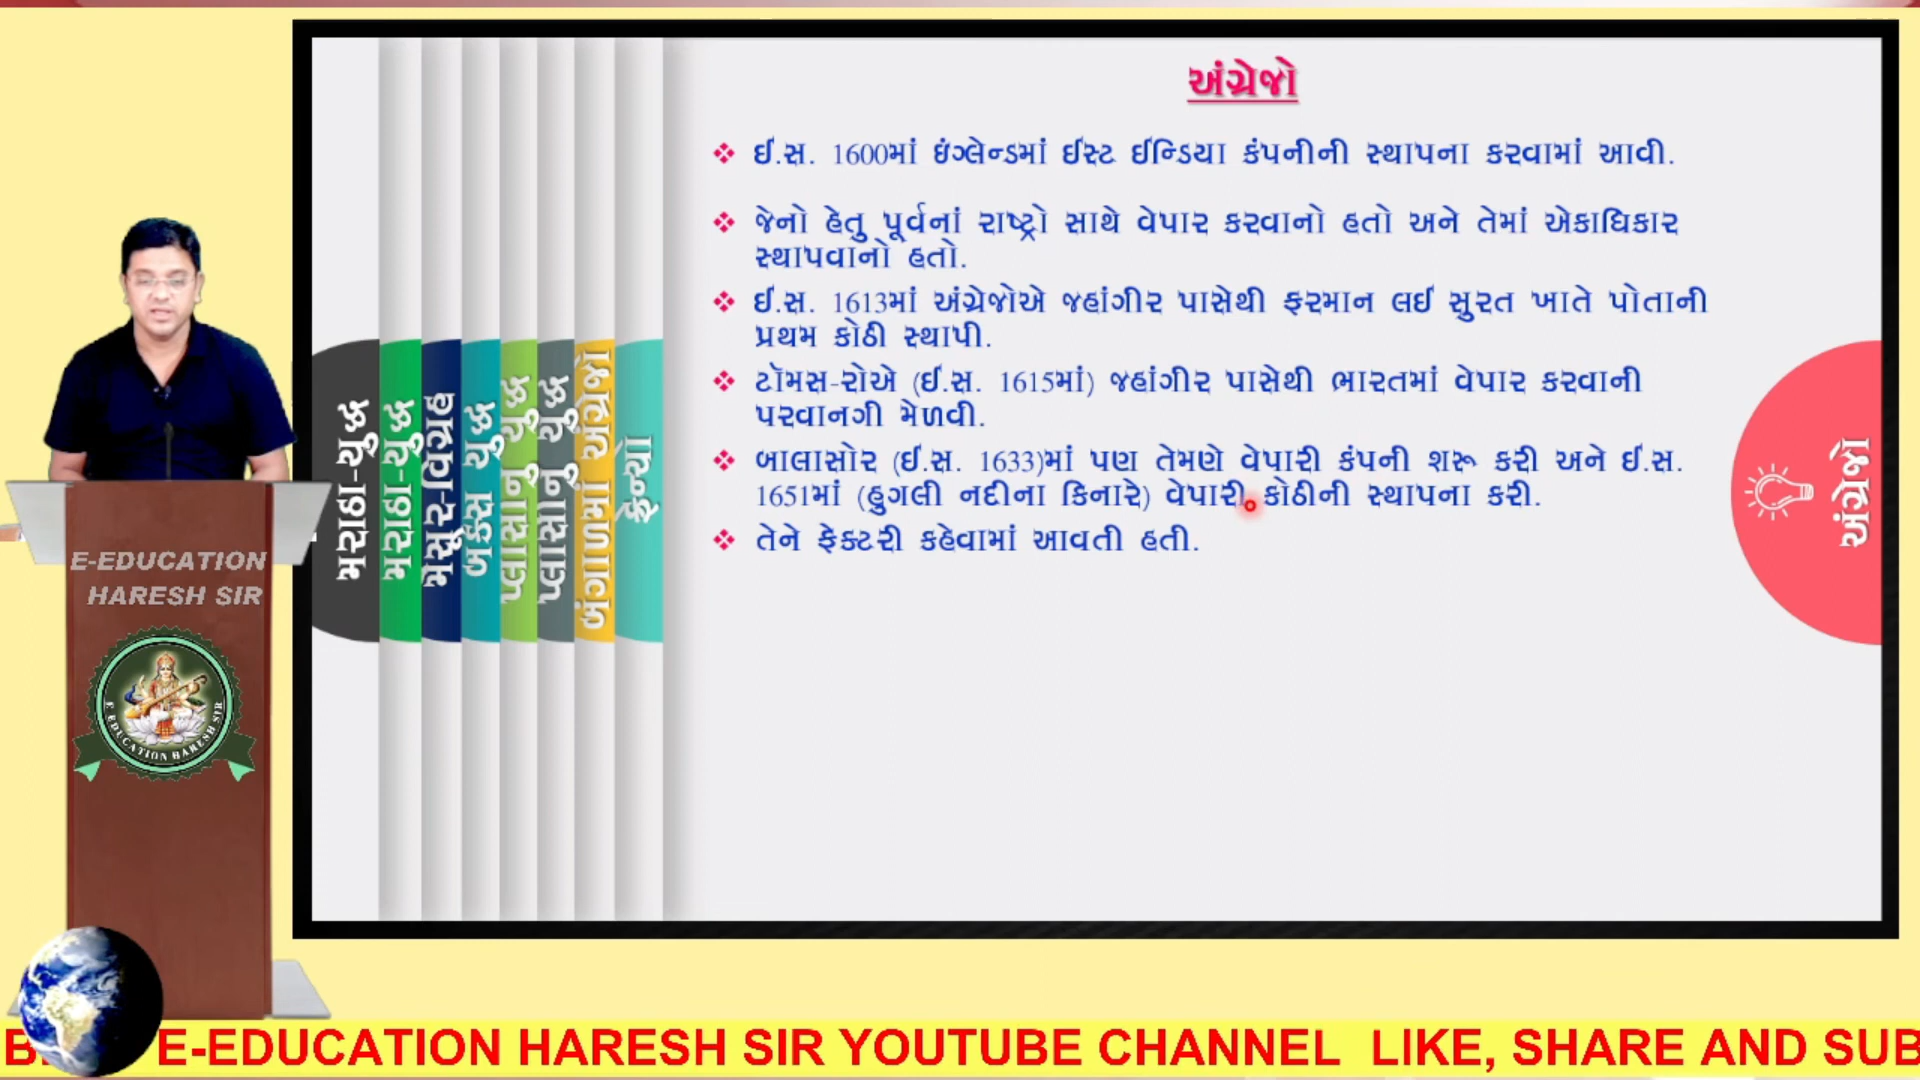 અંગ્રેજો
ઈ.સ. 1600માં ઇંગ્લેન્ડમાં ઈસ્ટ ઈન્ડિયા કંપનીની સ્થાપના કરવામાં આવી.
જેનો હેતુ પૂર્વનાં રાષ્ટ્રો સાથે વેપાર કરવાનો હતો અને તેમાં એકાધિકાર
સ્થાપવાનો હતો.
ઈ.સ. 1613માં અંગ્રેજોએ જહાંગીર પાસેથી ફરમાન લઈ સુરત ખાતે પોતાની
પ્રથમ કોઠી સ્થાપી.
ટૉમસ-રોએ (ઈ.સ. 1615માં) જહાંગીર પાસેથી ભારતમાં વેપાર કરવાની
પરવાનગી મેળવી.
બાલાસોર (ઈ.સ. 1633)માં પણ તેમણે વેપારી કંપની શરૂ કરી અને ઈ.સ.
1651માં (હુગલી નદીના કિનારે) વેપારી કોઠીની સ્થાપના કરી.
તેને ફેક્ટરી કહેવામાં આવતી હતી.
મરાઠા-યુદ્ધ
મરાઠા-યુદ્ધ
મૈસૂર-વિગ્રહ
બક્સ યુદ્ધ
પ્લાસીનું યુદ્ધ
પ્લાસીનું યુદ્ધ
બંગાળમાં અંગ્રેજો
ફ્રેન્ચો
અંગ્રેજો
E-EDUCATION
HARESH SIR
E EDUCATION HARESH SIR
E-EDUCATION HARESH SIR YOUTUBE CHANNEL LIKE, SHARE AND SUB